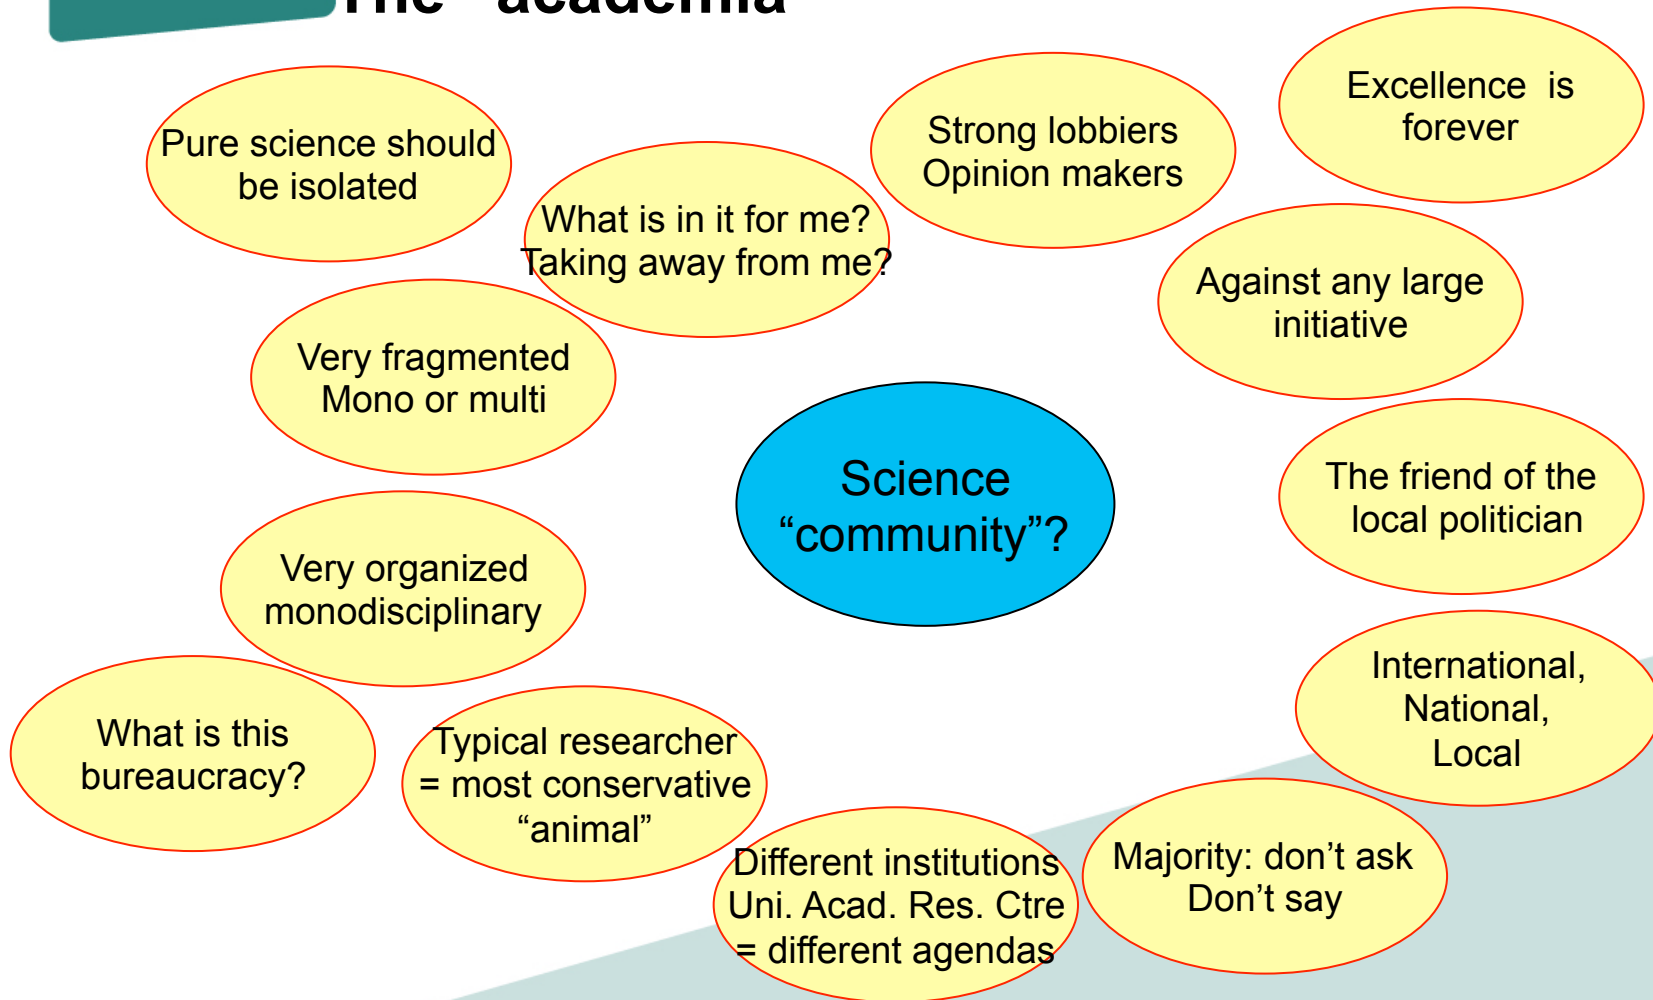 The "academia"
Pure science should
be isolated
What is in it for me?
Taking away from me?
Strong lobbiers
Opinion makers
Excellence  is
forever
Against any large
initiative
Very fragmented
Mono or multi
Science
“community”?
The friend of the
local politician
Very organized
monodisciplinary
International,
National,
Local
What is this
bureaucracy?
Typical researcher
= most conservative
“animal”
Different institutions
Uni. Acad. Res. Ctre
= different agendas
Majority: don’t ask
Don’t say